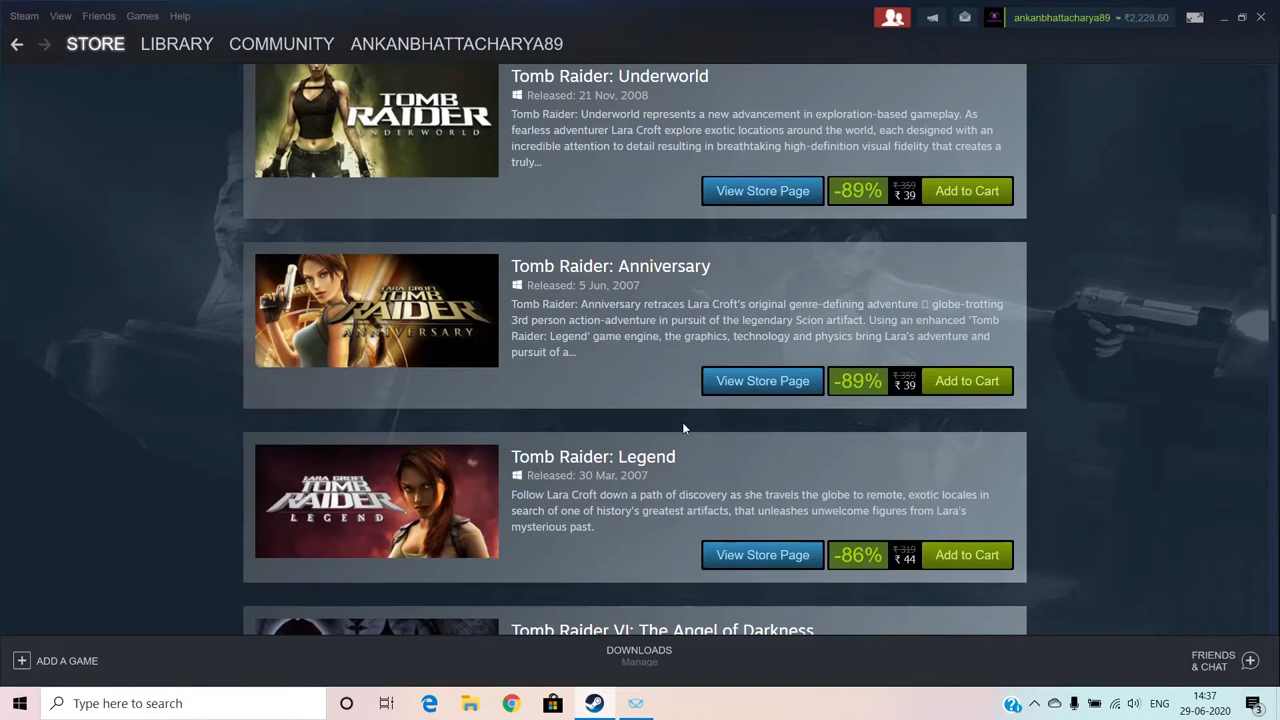 Steam View Friends Games Help
ankanbhattacharya89 ₹2,228.60
STORE LIBRARY COMMUNITY ANKANBHATTACHARYA89
TOMB
RAIDER
UNDERWORLD
Tomb Raider: Underworld
Released: 21 Nov, 2008
Tomb Raider: Underworld represents a new advancement in exploration-based gameplay. As
fearless adventurer Lara Croft explore exotic locations around the world, each designed with an
incredible attention to detail resulting in breathtaking high-definition visual fidelity that creates a
truly...
View Store Page -89% ₹ 359 ₹ 39 Add to Cart
LARA CROFT
TOMB
RAIDER
ANNIVERSARY
Tomb Raider: Anniversary
Released: 5 Jun, 2007
Tomb Raider: Anniversary retraces Lara Croft's original genre-defining adventure globe-trotting
3rd person action-adventure in pursuit of the legendary Scion artifact. Using an enhanced 'Tomb
Raider: Legend' game engine, the graphics, technology and physics bring Lara's adventure and
pursuit of a...
View Store Page -89% ₹ 359 ₹ 39 Add to Cart
LARA CROFT
TOMB
RAIDER
LEGEND
Tomb Raider: Legend
Released: 30 Mar, 2007
Follow Lara Croft down a path of discovery as she travels the globe to remote, exotic locales in
search of one of history's greatest artifacts, that unleashes unwelcome figures from Lara's
mysterious past.
View Store Page -86% ₹ 319 ₹ 44 Add to Cart
Tomb Raider VI: The Angel of Darkness
ADD A GAME
DOWNLOADS
Manage
FRIENDS
& CHAT
Type here to search
ENG
14:37
29-06-2020
3